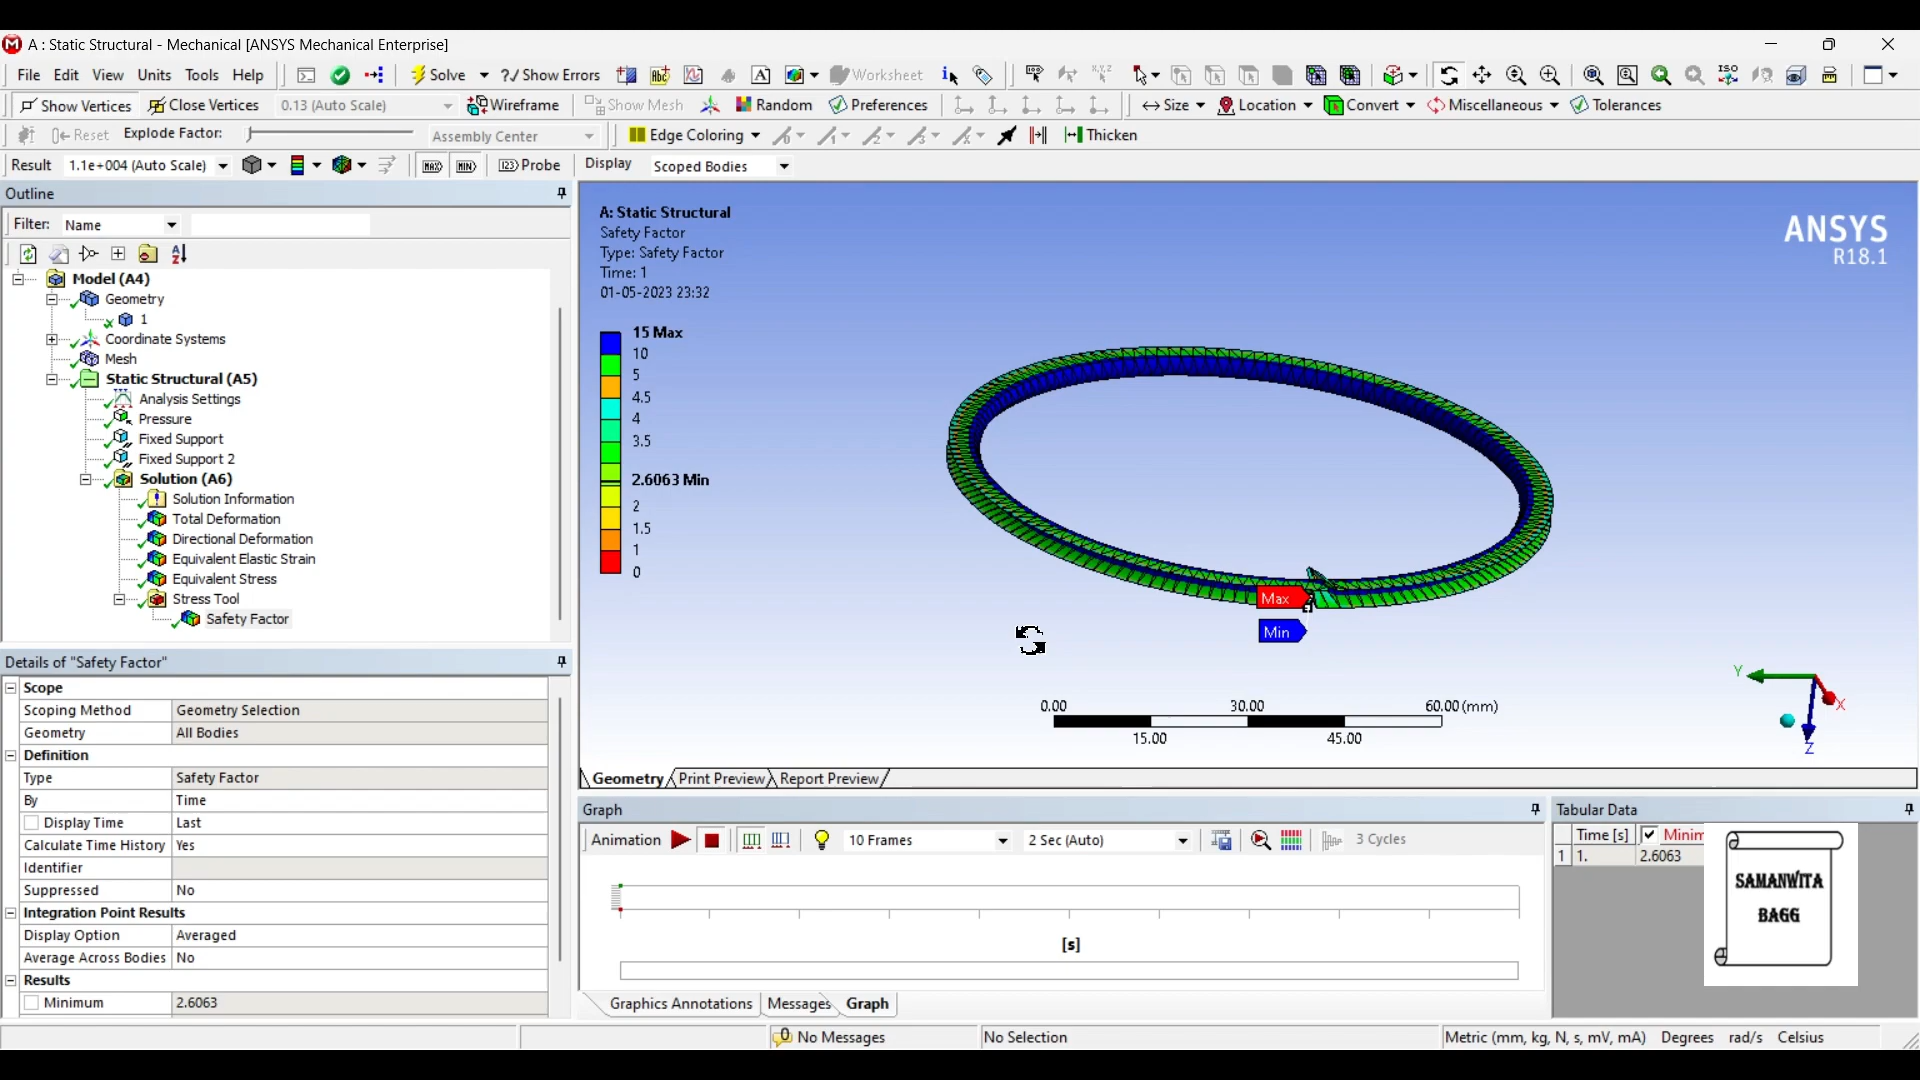 A : Static Structural - Mechanical [ANSYS Mechanical Enterprise]
File Edit View Units Tools Help Solve ?/ Show Errors Worksheet
Show Vertices Close Vertices 0.13 (Auto Scale) Wireframe Show Mesh Random Preferences Size Location Convert Miscellaneous Tolerances
Reset Explode Factor: Assembly Center Edge Coloring Thicken
Result 1.1e+004 (Auto Scale) MAX MIN Probe Display Scoped Bodies
Outline
Filter: Name
Model (A4)
Geometry
1
Coordinate Systems
Mesh
Static Structural (A5)
Analysis Settings
Pressure
Fixed Support
Fixed Support 2
Solution (A6)
Solution Information
Total Deformation
Directional Deformation
Equivalent Elastic Strain
Equivalent Stress
Stress Tool
Safety Factor
Details of "Safety Factor"
Scope
Scoping Method Geometry Selection
Geometry All Bodies
Definition
Type Safety Factor
By Time
Display Time Last
Calculate Time History Yes
Identifier
Suppressed No
Integration Point Results
Display Option Averaged
Average Across Bodies No
Results
Minimum 2.6063
A: Static Structural
Safety Factor
Type: Safety Factor
Time: 1
01-05-2023 23:32
15 Max
10
5
4.5
4
3.5
2.6063 Min
2
1.5
1
0
ANSYS
R18.1
Max
Min
0.00 30.00 60.00 (mm)
15.00 45.00
Y
X
Z
Geometry Print Preview Report Preview
Graph
Animation 10 Frames 2 Sec (Auto) 3 Cycles
[s]
Graphics Annotations Messages Graph
Tabular Data
Time [s] Minim
1 1. 2.6063
SAMANWITA
BAGG
0 No Messages No Selection Metric (mm, kg, N, s, mV, mA) Degrees rad/s Celsius